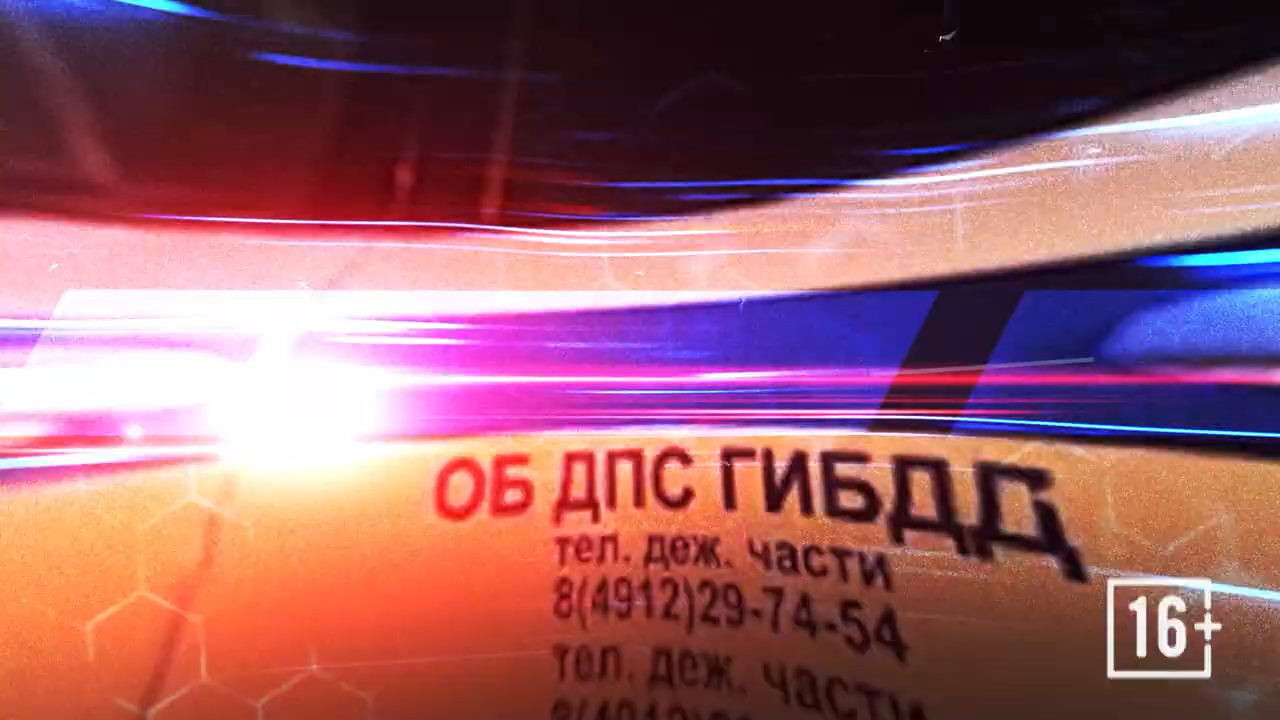 ОБ ДПС ГИБДД
тел. деж. части
8(4912)29-74-54
тел. деж. части
16+